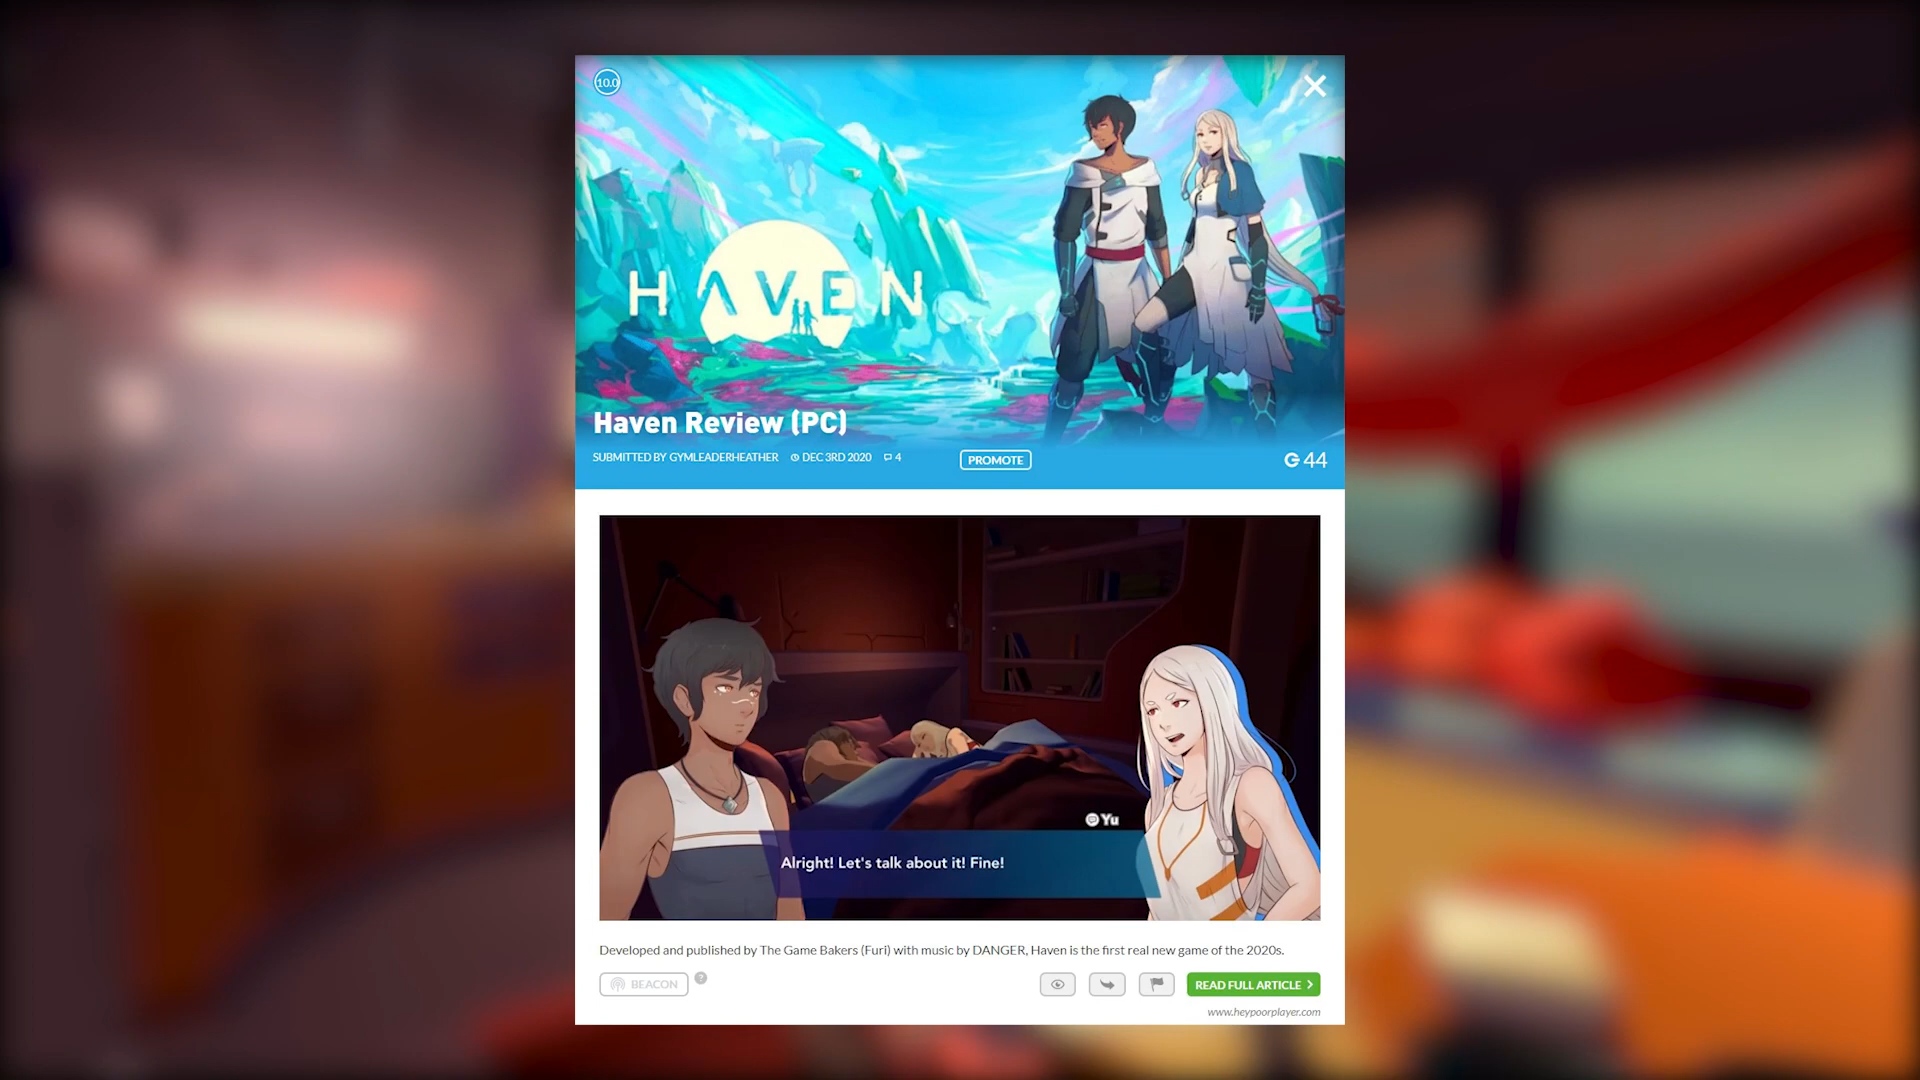 10.0
HAVEN
Haven Review (PC)
SUBMITTED BY GYMLEADERHEATHER DEC 3RD 2020 4
PROMOTE
44
Yu
Alright! Let's talk about it! Fine!
Developed and published by The Game Bakers (Furi) with music by DANGER, Haven is the first real new game of the 2020s.
BEACON ?
READ FULL ARTICLE
www.heypoorplayer.com